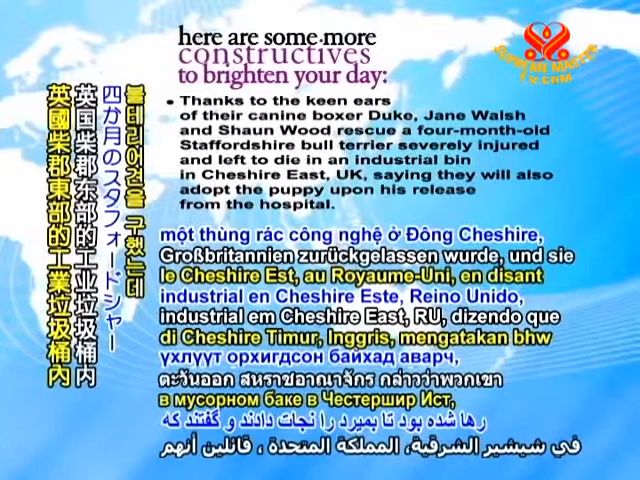 here are some more
constructives
to brighten your day:
SUPREME MASTER
TV.COM
• Thanks to the keen ears
of their canine boxer Duke, Jane Walsh
and Shaun Wood rescue a four-month-old
Staffordshire bull terrier severely injured
and left to die in an industrial bin
in Cheshire East, UK, saying they will also
adopt the puppy upon his release
from the hospital.
불테리어견을 구했는데
四か月のスタフォードシャー
英国柴郡东部的工业垃圾桶内
英國柴郡東部的工業垃圾桶內
một thùng rác công nghệ ở Đông Cheshire,
Großbritannien zurückgelassen wurde, und sie
le Cheshire Est, au Royaume-Uni, en disant
industrial en Cheshire Este, Reino Unido,
industrial em Cheshire East, RU, dizendo que
di Cheshire Timur, Inggris, mengatakan bhw
үхлүүт орхигдсон байхад аварч,
ตะวันออก สหราชอาณาจักร กล่าวว่าพวกเขา
в мусорном баке в Честершир Ист,
رها شده بود تا بمیرد را نجات دادند و گفتند که
في شيشير الشرقية، المملكة المتحدة ، قائلين أنهم